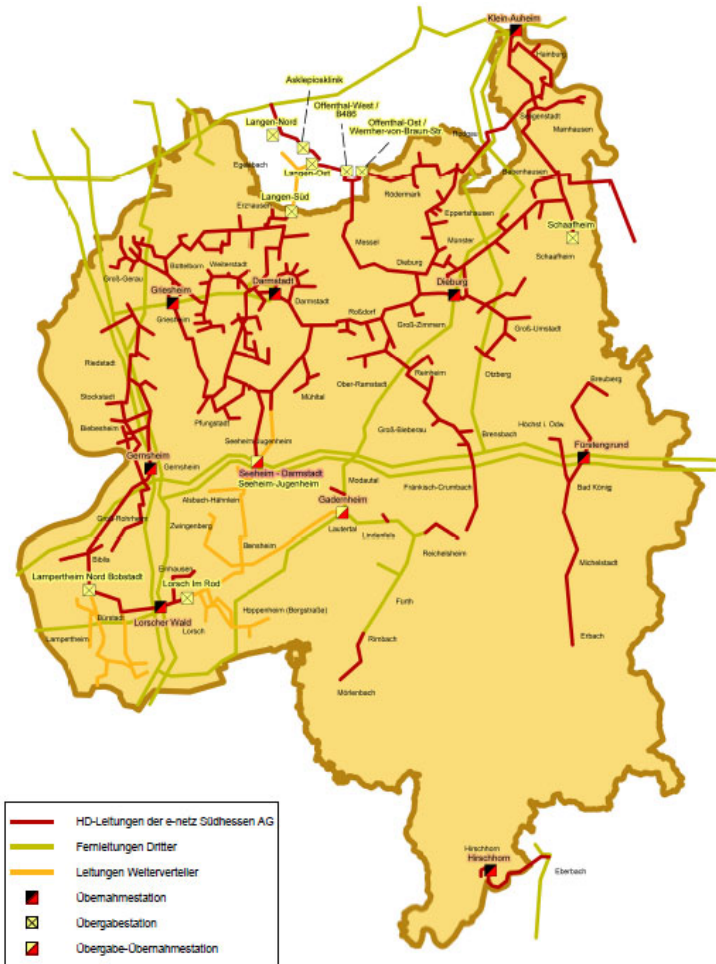 Klein-Auheim
Hainburg
Asklepiosklinik
Offenthal-West /
B486
Seligenstadt
Langen-Nord
Offenthal-Ost /
Wernher-von-Braun-Str.
Mainhausen
Rodgau
Egelsbach
Langen-Ost
Babenhausen
Rödermark
Langen-Süd
Erzhausen
Eppertshausen
Schaafheim
Messel
Münster
Schaafheim
Büttelborn
Weiterstadt
Dieburg
Groß-Gerau
Griesheim
Darmstadt
Dieburg
Darmstadt
Griesheim
Roßdorf
Groß-Zimmern
Groß-Umstadt
Riedstadt
Ober-Ramstadt
Reinheim
Otzberg
Breuberg
Stockstadt
Mühltal
Biebesheim
Pfungstadt
Groß-Bieberau
Höchst i. Odw.
Seeheim-Jugenheim
Brensbach
Fürstengrund
Gernsheim
Gernsheim
Seeheim - Darmstadt
Seeheim-Jugenheim
Modautal
Fränkisch-Crumbach
Bad König
Alsbach-Hähnlein
Gadernheim
Groß-Rohrheim
Zwingenberg
Lautertal
Lindenfels
Bensheim
Reichelsheim
Biblis
Einhausen
Michelstadt
Lampertheim Nord Bobstadt
Lorsch Im Rod
Fürth
Bürstadt
Lorscher Wald
Heppenheim (Bergstraße)
Lampertheim
Lorsch
Rimbach
Erbach
Mörlenbach
HD-Leitungen der e-netz Südhessen AG
Fernleitungen Dritter
Leitungen Weiterverteiler
Übernahmestation
Übergabestation
Übergabe-Übernahmestation
Hirschhorn
Hirschhorn
Eberbach